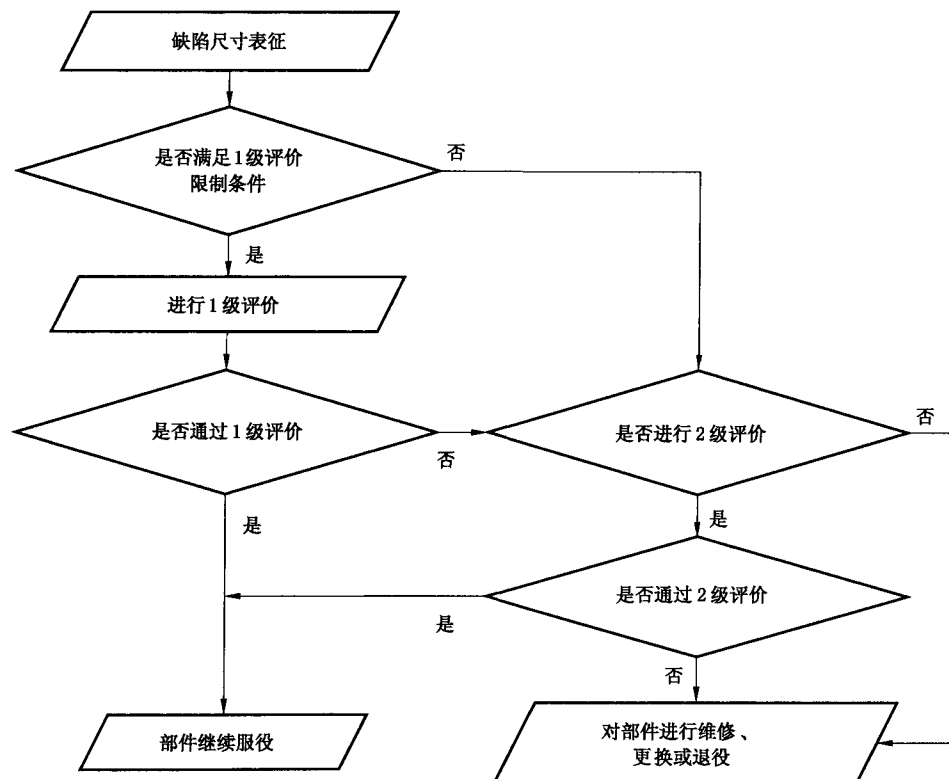 缺陷尺寸表征
是否满足1级评价
限制条件
否
是
进行1级评价
是否通过1级评价
否
是否进行2级评价
否
是
是
是否通过2级评价
是
否
部件继续服役
对部件进行维修、
更换或退役